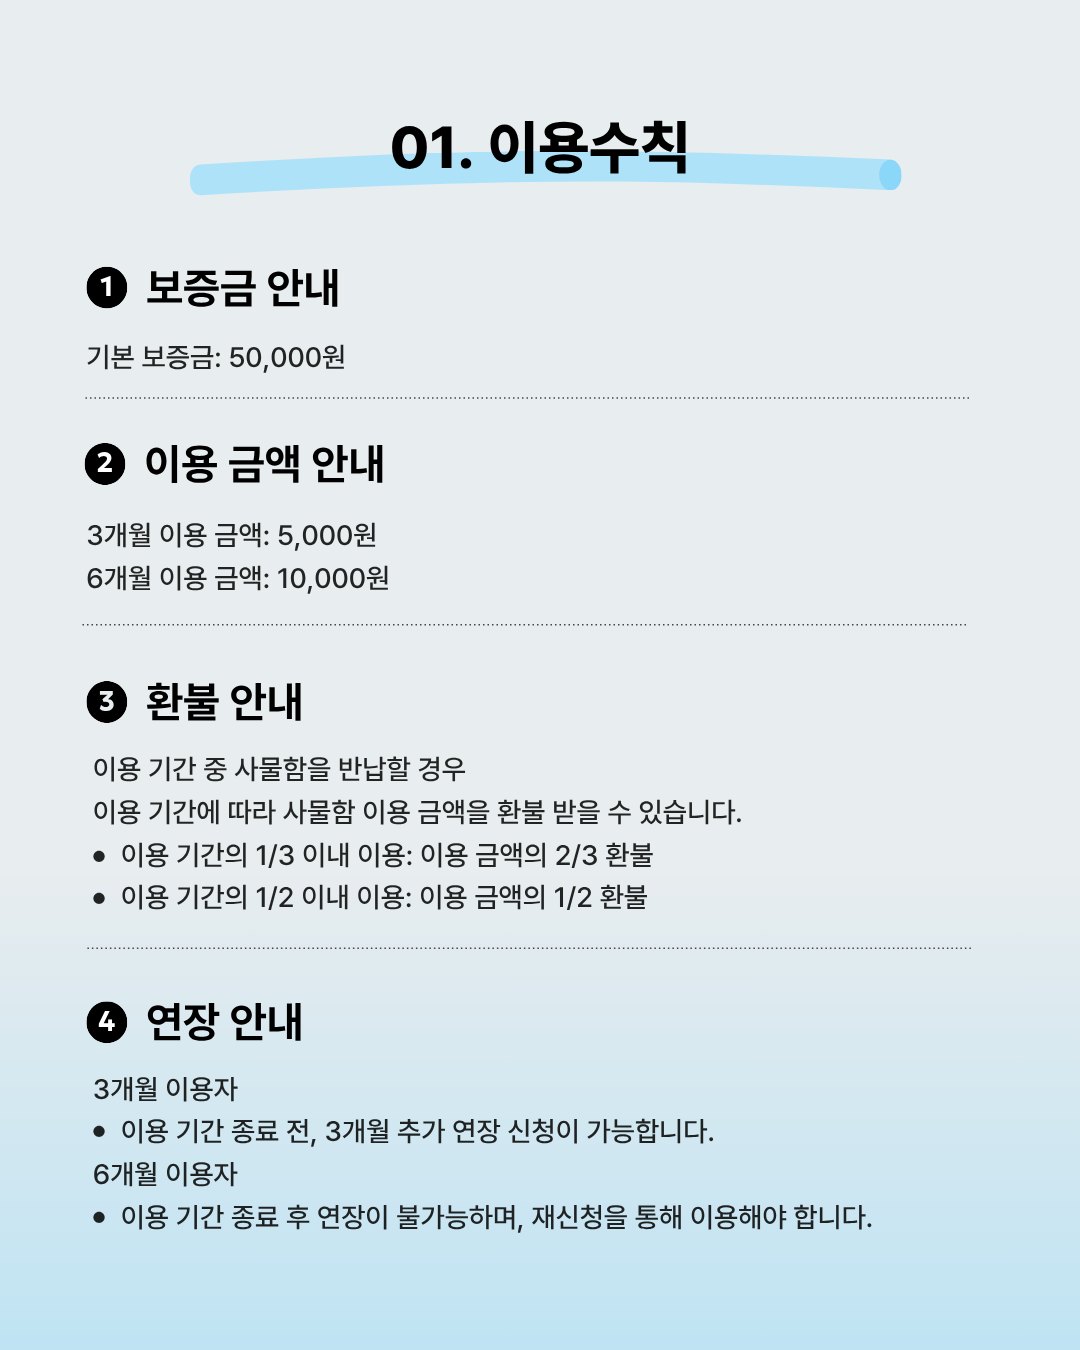 01. 이용수칙
1 보증금 안내
기본 보증금: 50,000원
2 이용 금액 안내
3개월 이용 금액: 5,000원
6개월 이용 금액: 10,000원
3 환불 안내
이용 기간 중 사물함을 반납할 경우
이용 기간에 따라 사물함 이용 금액을 환불 받을 수 있습니다.
• 이용 기간의 1/3 이내 이용: 이용 금액의 2/3 환불
• 이용 기간의 1/2 이내 이용: 이용 금액의 1/2 환불
4 연장 안내
3개월 이용자
• 이용 기간 종료 전, 3개월 추가 연장 신청이 가능합니다.
6개월 이용자
• 이용 기간 종료 후 연장이 불가능하며, 재신청을 통해 이용해야 합니다.